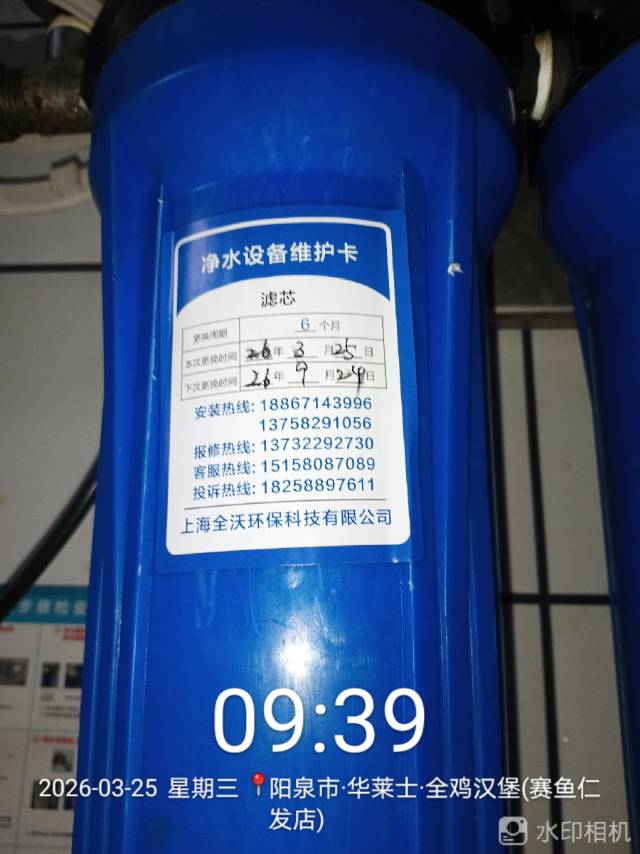 净水设备维护卡
滤芯
更换周期 6 个月
本次更换时间 26 年 3 月 25 日
下次更换时间 26 年 9 月 24 日
安装热线: 18867143996
13758291056
报修热线: 13732292730
客服热线: 15158087089
投诉热线: 18258897611
上海全沃环保科技有限公司
09:39
2026-03-25 星期三 📍阳泉市·华莱士·全鸡汉堡(赛鱼仁
发店)
水印相机